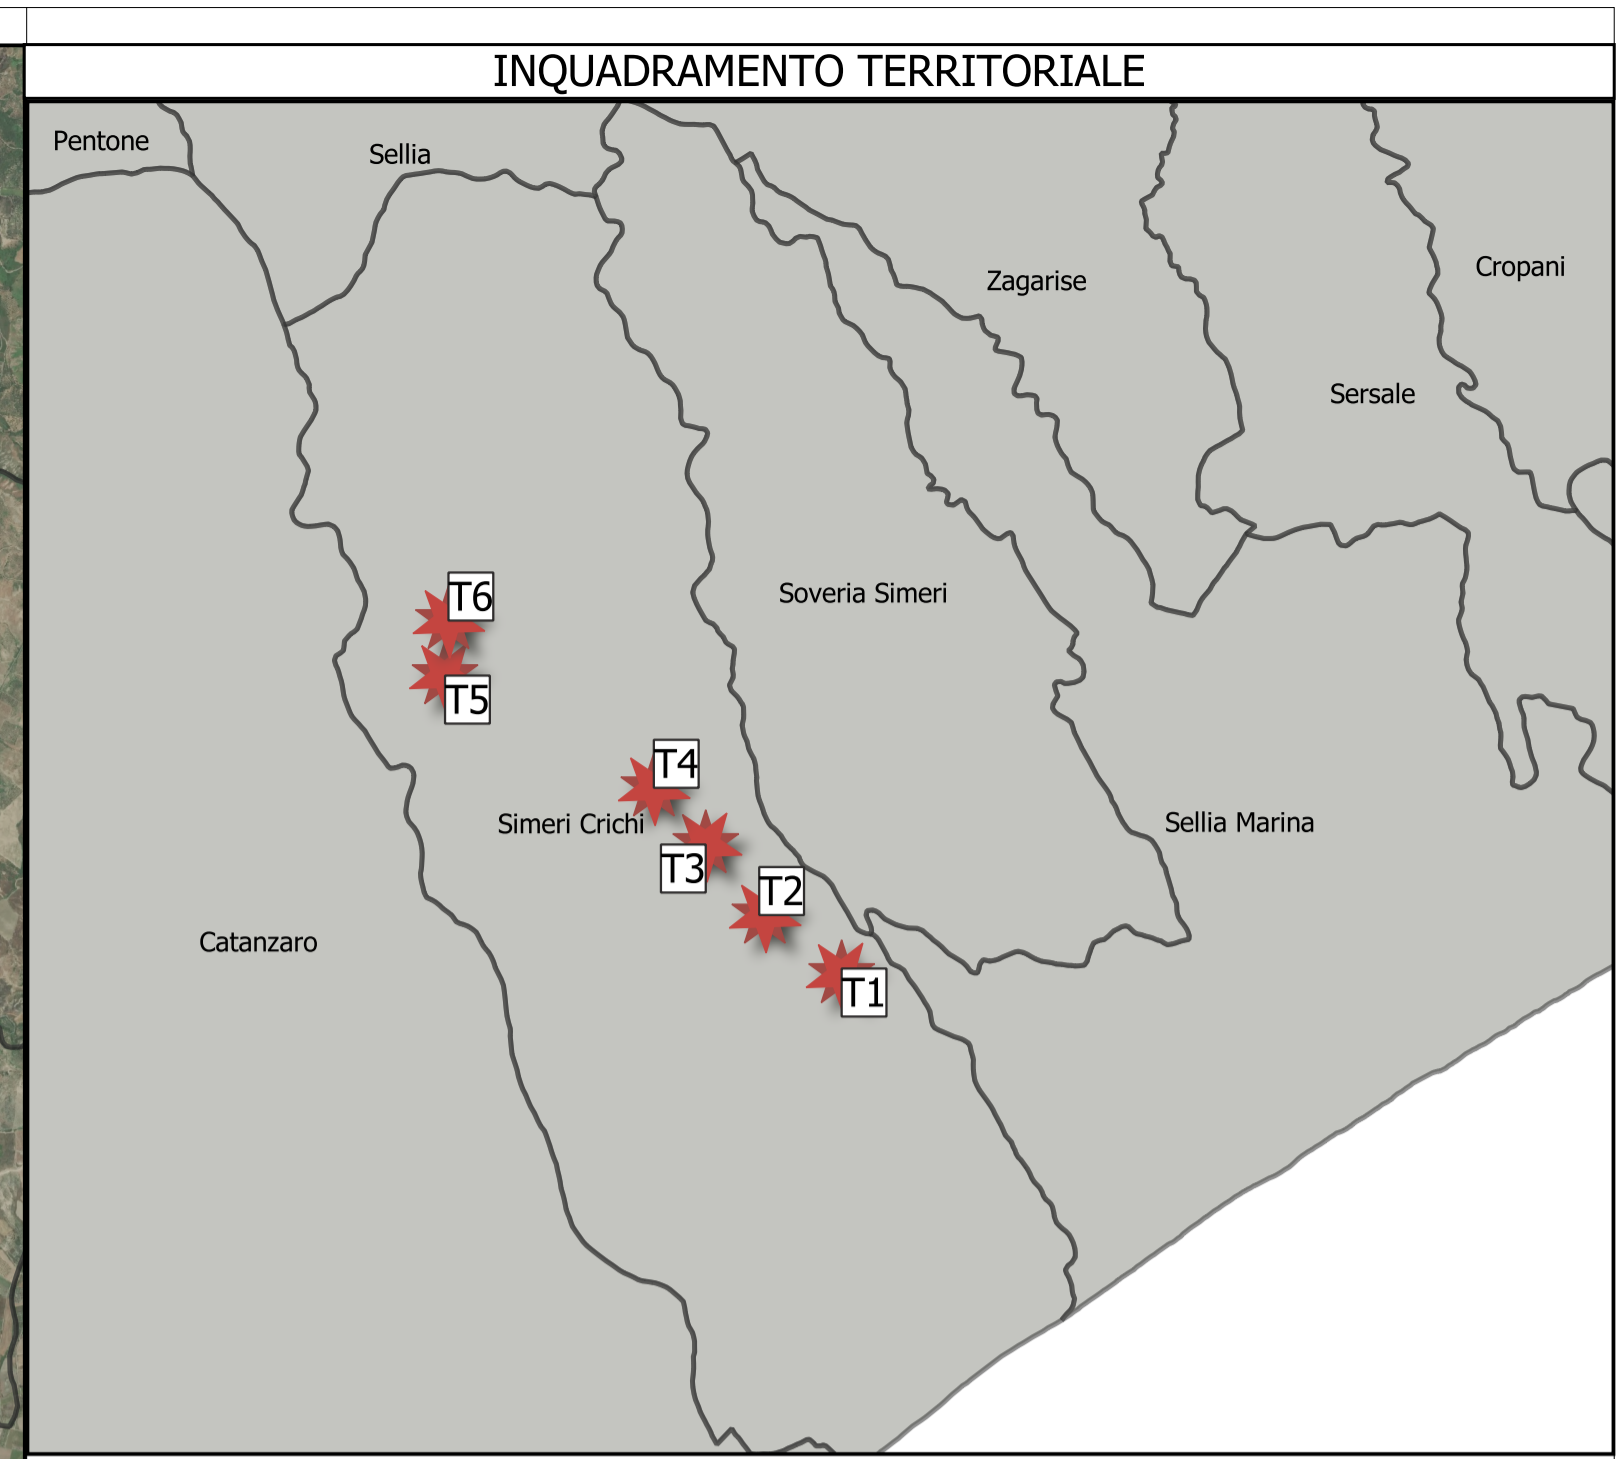 INQUADRAMENTO TERRITORIALE
Pentone
Sellia
Zagarise
Cropani
Sersale
T6
Soveria Simeri
T5
T4
Simeri Crichi
Sellia Marina
T3
T2
Catanzaro
T1